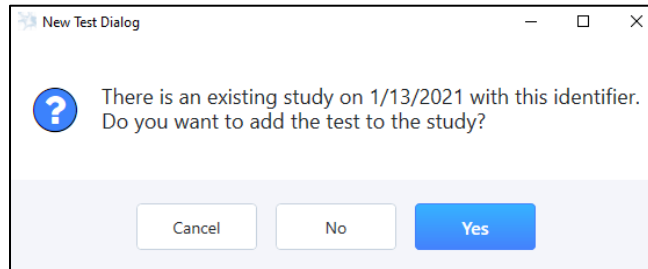 New Test Dialog
There is an existing study on 1/13/2021 with this identifier.
Do you want to add the test to the study?
Cancel
No
Yes